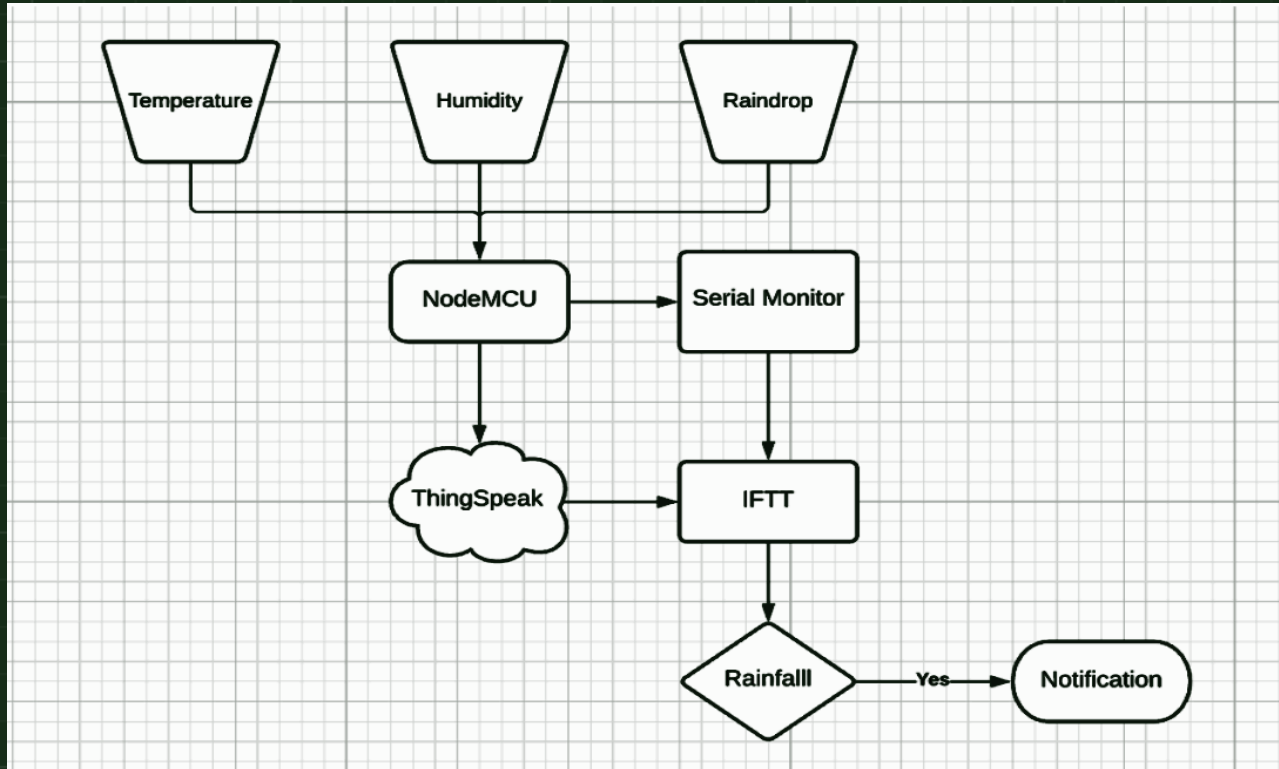 Temperature
Humidity
Raindrop
NodeMCU
Serial Monitor
ThingSpeak
IFTT
Rainfalll
Yes
Notification